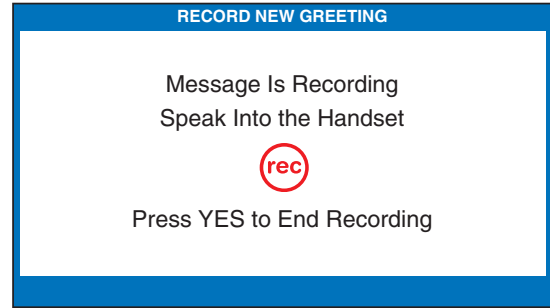 RECORD NEW GREETING
Message Is Recording
Speak Into the Handset
rec
Press YES to End Recording